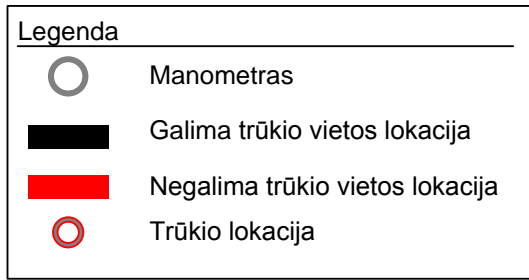 Legenda
Manometras
Galima trūkio vietos lokacija
Negalima trūkio vietos lokacija
Trūkio lokacija